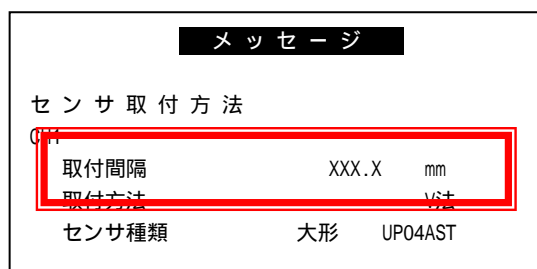 メッセージ
センサ取付方法
CH1
取付間隔 XXX.X mm
取付方法 V法
センサ種類 大形 UP04AST